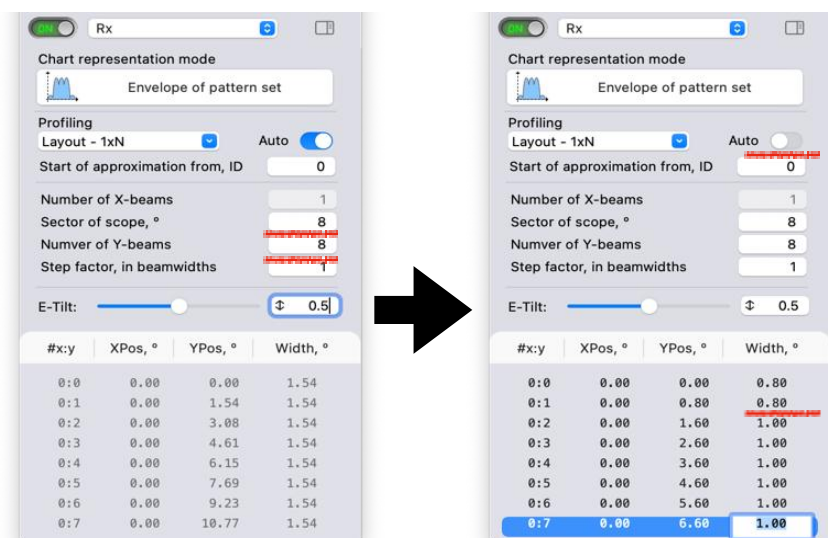 ON Rx
Chart representation mode
Envelope of pattern set
Profiling
Layout - 1xN Auto
Start of approximation from, ID 0
Number of X-beams 1
Sector of scope, ° 8
Numver of Y-beams 8
Step factor, in beamwidths 1
E-Tilt: 0.5
#x:y XPos, ° YPos, ° Width, °
0:0 0.00 0.00 1.54
0:1 0.00 1.54 1.54
0:2 0.00 3.08 1.54
0:3 0.00 4.61 1.54
0:4 0.00 6.15 1.54
0:5 0.00 7.69 1.54
0:6 0.00 9.23 1.54
0:7 0.00 10.77 1.54
ON Rx
Chart representation mode
Envelope of pattern set
Profiling
Layout - 1xN Auto
Start of approximation from, ID 0
Number of X-beams 1
Sector of scope, ° 8
Numver of Y-beams 8
Step factor, in beamwidths 1
E-Tilt: 0.5
#x:y XPos, ° YPos, ° Width, °
0:0 0.00 0.00 0.80
0:1 0.00 0.80 0.80
0:2 0.00 1.60 1.00
0:3 0.00 2.60 1.00
0:4 0.00 3.60 1.00
0:5 0.00 4.60 1.00
0:6 0.00 5.60 1.00
0:7 0.00 6.60 1.00